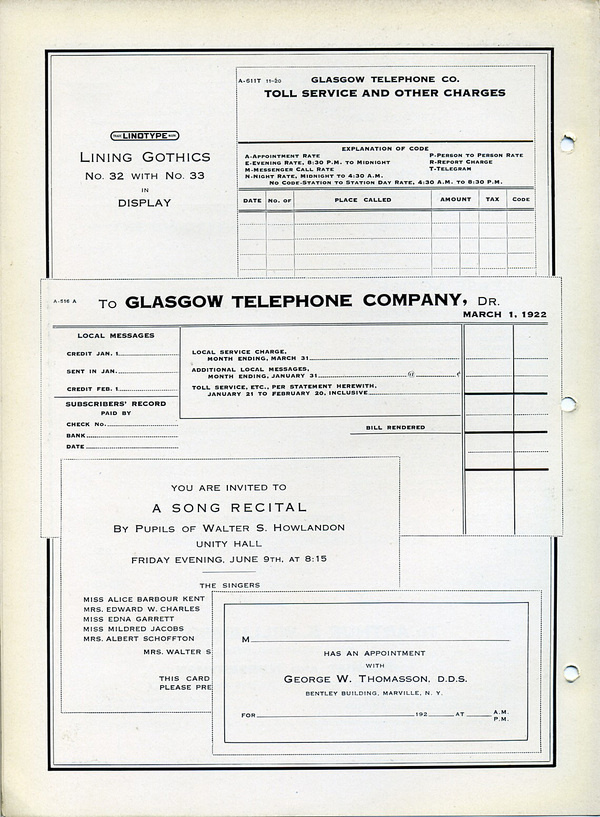 TRADE LINOTYPE MARK
LINING GOTHICS
NO. 32 WITH NO. 33
IN
DISPLAY
A-611T 11-20
GLASGOW TELEPHONE CO.
TOLL SERVICE AND OTHER CHARGES
EXPLANATION OF CODE
A-APPOINTMENT RATE
E-EVENING RATE, 8:30 P.M. TO MIDNIGHT
M-MESSENGER CALL RATE
N-NIGHT RATE, MIDNIGHT TO 4:30 A.M.
P-PERSON TO PERSON RATE
R-REPORT CHARGE
T-TELEGRAM
NO CODE-STATION TO STATION DAY RATE, 4:30 A.M. TO 8:30 P.M.
DATE NO. OF PLACE CALLED AMOUNT TAX CODE
A-516 A
TO GLASGOW TELEPHONE COMPANY, DR.
MARCH 1, 1922
LOCAL MESSAGES
CREDIT JAN. 1
SENT IN JAN.
CREDIT FEB. 1
SUBSCRIBERS' RECORD
PAID BY
CHECK NO.
BANK
DATE
LOCAL SERVICE CHARGE,
MONTH ENDING, MARCH 31
ADDITIONAL LOCAL MESSAGES,
MONTH ENDING, JANUARY 31 @ ¢
TOLL SERVICE, ETC., PER STATEMENT HEREWITH,
JANUARY 21 TO FEBRUARY 20, INCLUSIVE
BILL RENDERED
YOU ARE INVITED TO
A SONG RECITAL
BY PUPILS OF WALTER S. HOWLANDON
UNITY HALL
FRIDAY EVENING, JUNE 9TH, AT 8:15
THE SINGERS
MISS ALICE BARBOUR KENT
MRS. EDWARD W. CHARLES
MISS EDNA GARRETT
MISS MILDRED JACOBS
MRS. ALBERT SCHOFFTON
MRS. WALTER S
THIS CARD
PLEASE PRE
M
HAS AN APPOINTMENT
WITH
GEORGE W. THOMASSON, D.D.S.
BENTLEY BUILDING, MARVILLE, N. Y.
FOR 192 AT A.M.
P.M.